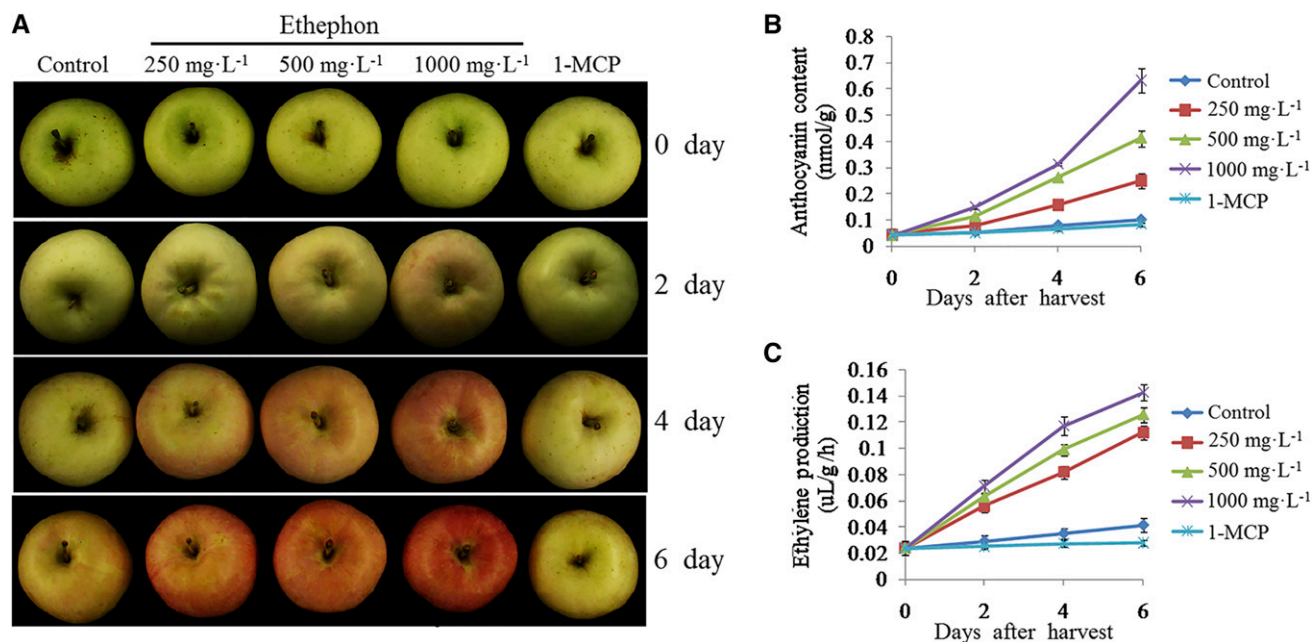 A
Ethephon
Control 250 mg·L-1 500 mg·L-1 1000 mg·L-1 1-MCP
0 day
2 day
4 day
6 day
B
Anthocyanin content
(nmol/g)
0.8
0.7
0.6
0.5
0.4
0.3
0.2
0.1
0
0 2 4 6
Days after harvest
Control
250 mg·L-1
500 mg·L-1
1000 mg·L-1
1-MCP
C
Ethylene production
(uL/g/h)
0.16
0.14
0.12
0.1
0.08
0.06
0.04
0.02
0
0 2 4 6
Days after harvest
Control
250 mg·L-1
500 mg·L-1
1000 mg·L-1
1-MCP